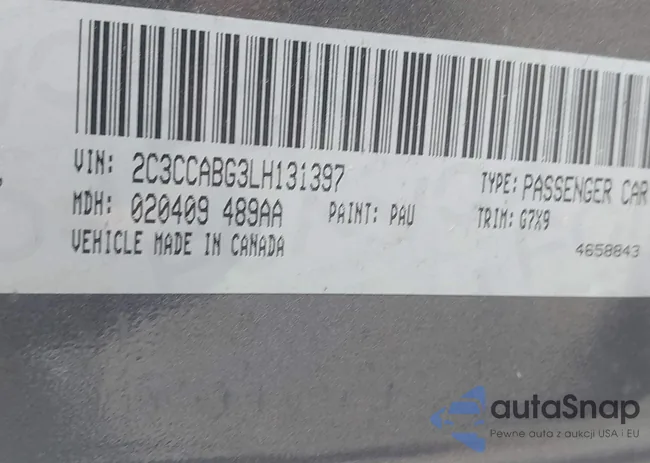 VIN: 2C3CCABG3LH131397 TYPE: PASSENGER CAR
MDH: 020409 489AA PAINT: PAU TRIM: G7X9
VEHICLE MADE IN CANADA 4658843
autaSnap
Pewne auta z aukcji USA i EU